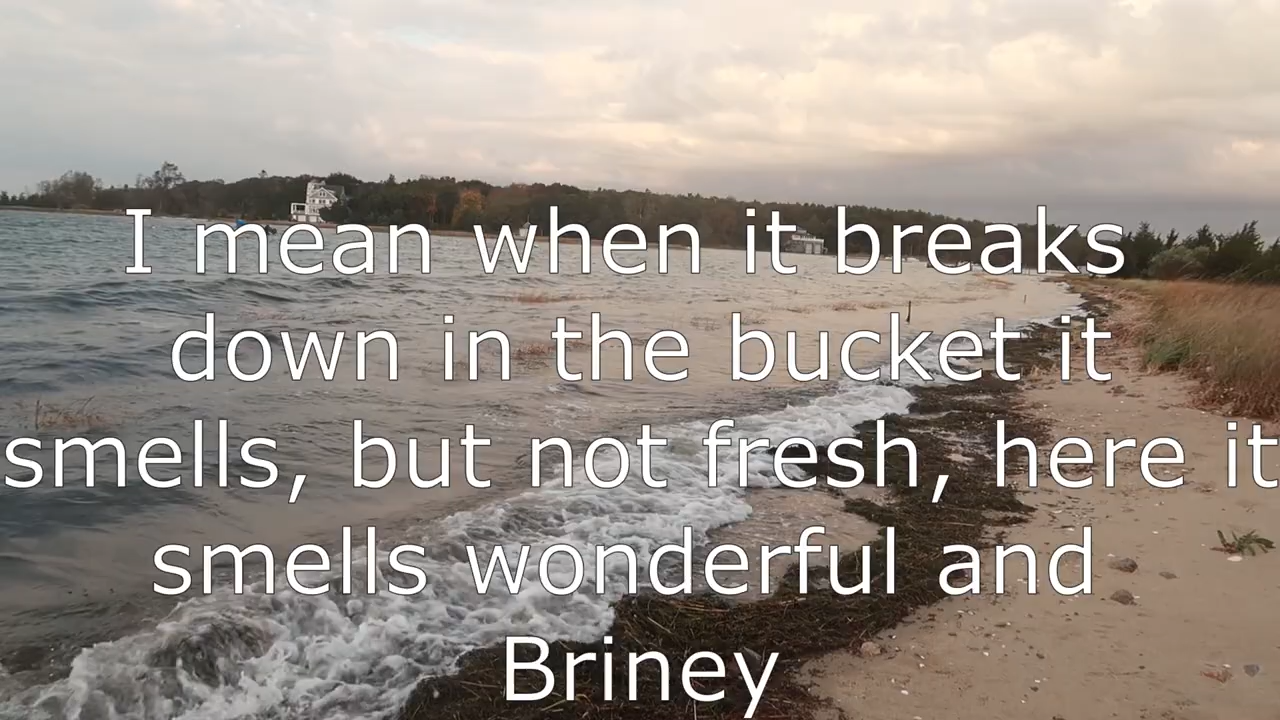 I mean when it breaks
down in the bucket it
smells, but not fresh, here it
smells wonderful and
Briney